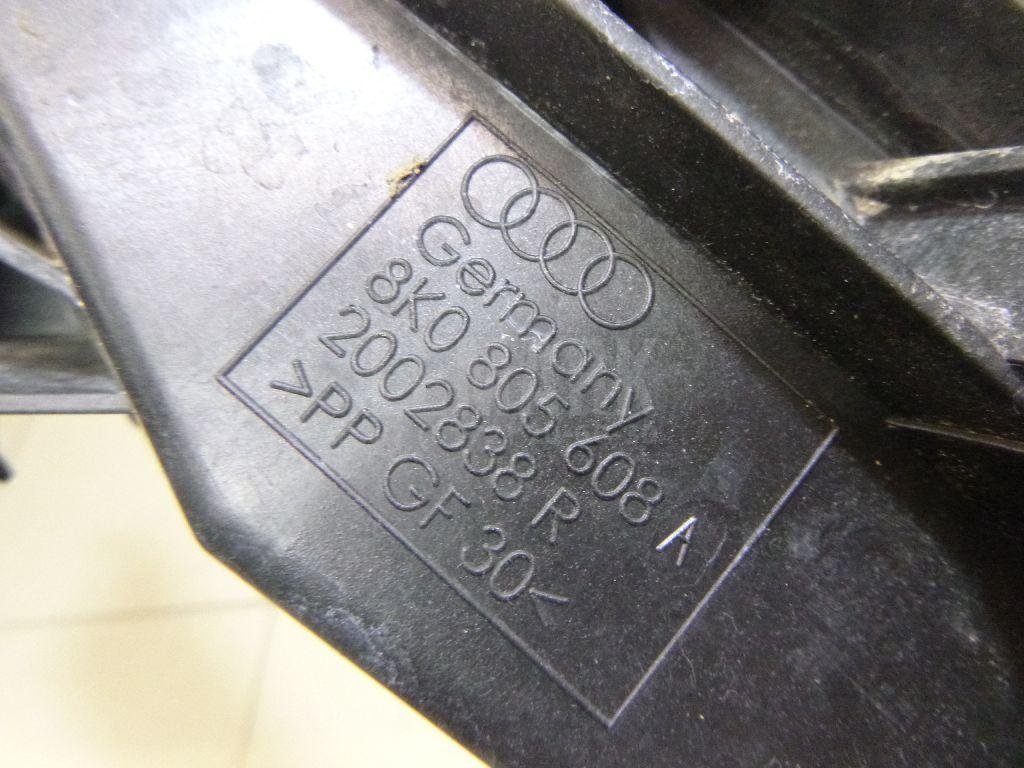 Germany
8K0 805 608 A
2002838 R
>PP GF 30<